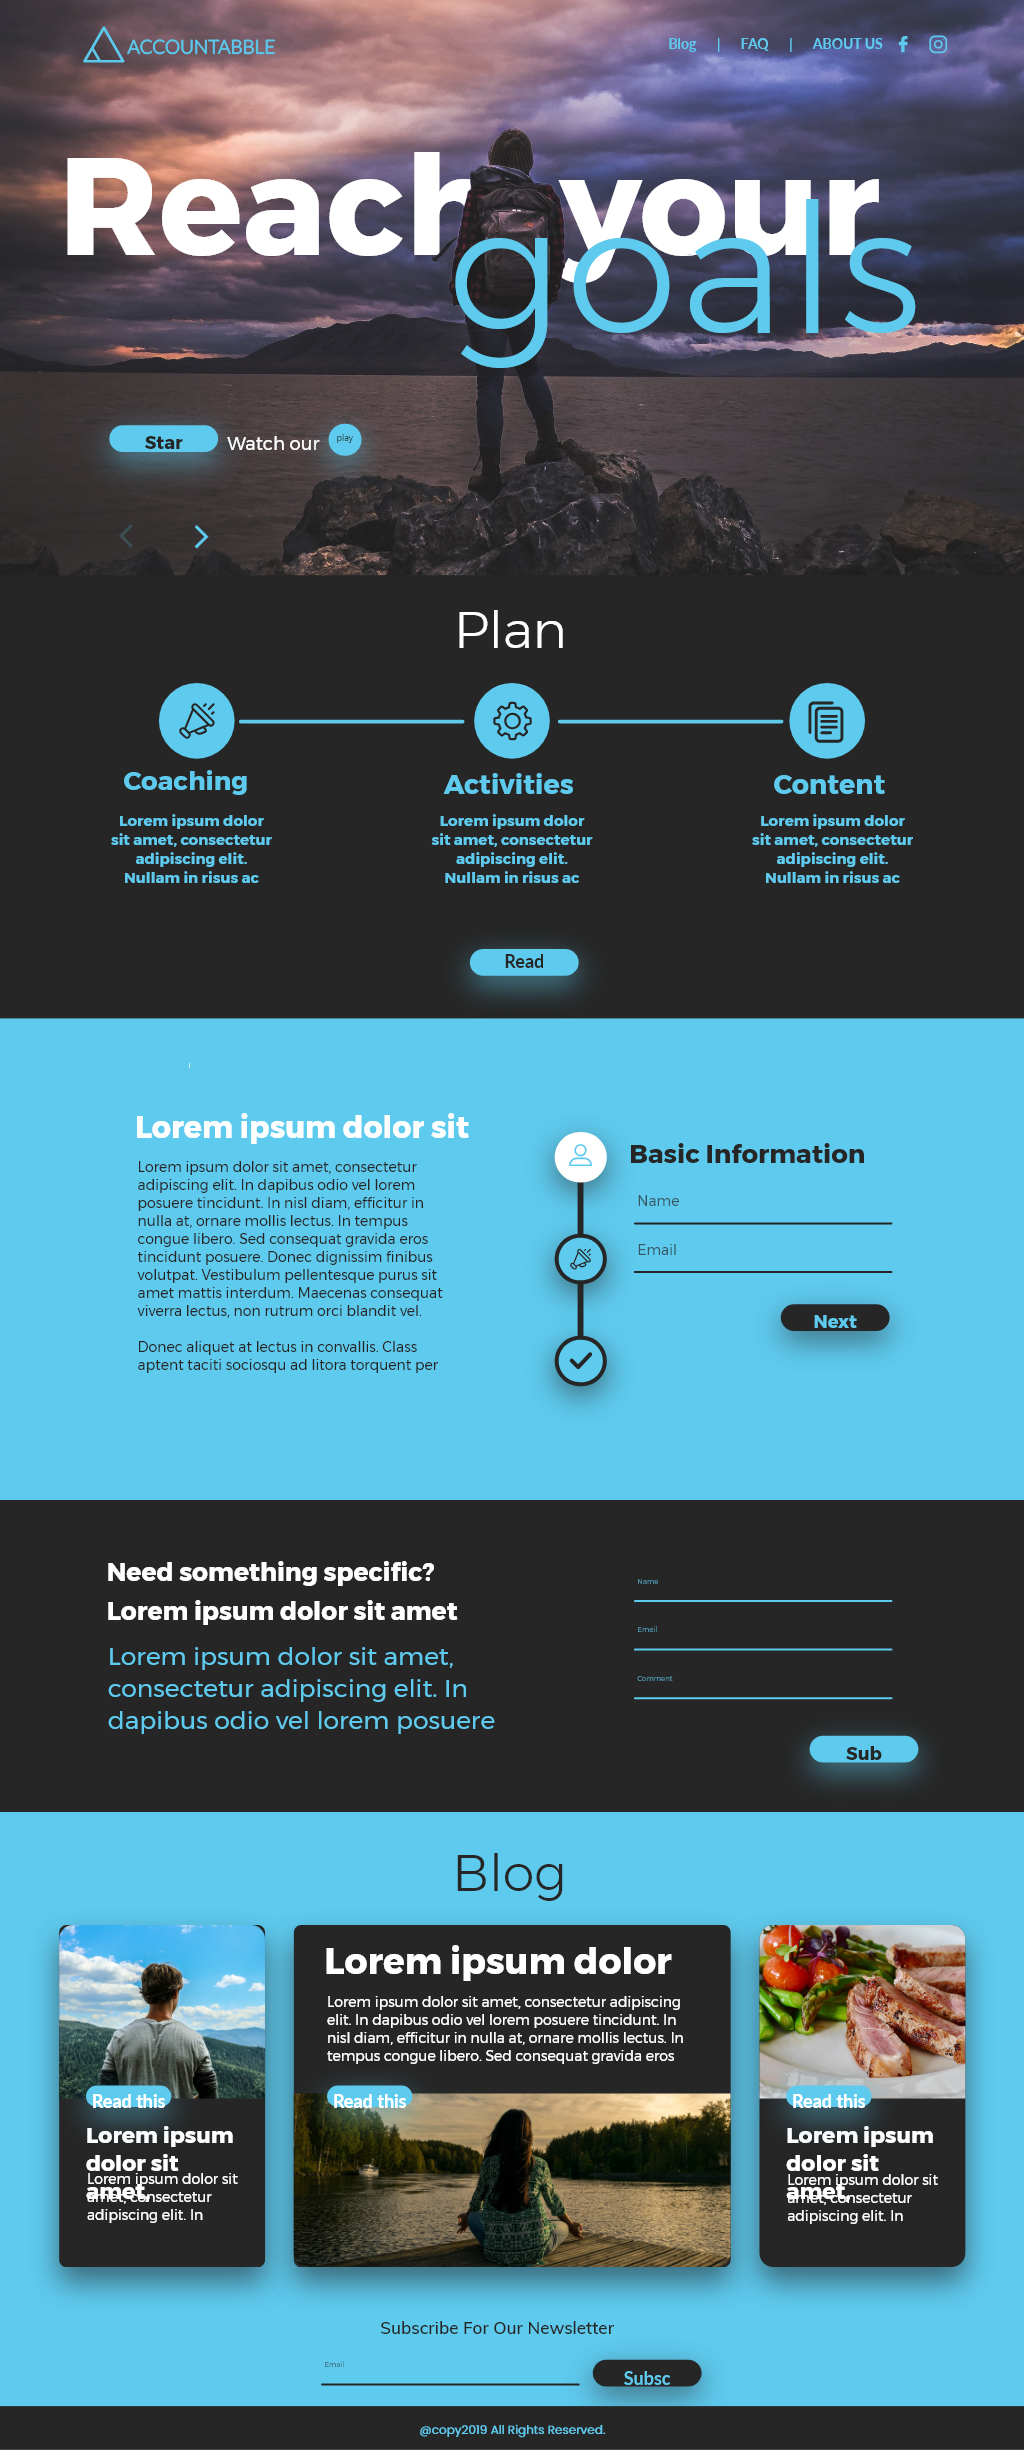 ACCOUNTABBLE
Blog | FAQ | ABOUT US
Reach your
goals
Star
Watch our
play
Plan
Coaching
Lorem ipsum dolor
sit amet, consectetur
adipiscing elit.
Nullam in risus ac
Activities
Lorem ipsum dolor
sit amet, consectetur
adipiscing elit.
Nullam in risus ac
Content
Lorem ipsum dolor
sit amet, consectetur
adipiscing elit.
Nullam in risus ac
Read
Lorem ipsum dolor sit
Lorem ipsum dolor sit amet, consectetur
adipiscing elit. In dapibus odio vel lorem
posuere tincidunt. In nisl diam, efficitur in
nulla at, ornare mollis lectus. In tempus
congue libero. Sed consequat gravida eros
tincidunt posuere. Donec dignissim finibus
volutpat. Vestibulum pellentesque purus sit
amet mattis interdum. Maecenas consequat
viverra lectus, non rutrum orci blandit vel.
Donec aliquet at lectus in convallis. Class
aptent taciti sociosqu ad litora torquent per
Basic Information
Name
Email
Next
Need something specific?
Lorem ipsum dolor sit amet
Lorem ipsum dolor sit amet,
consectetur adipiscing elit. In
dapibus odio vel lorem posuere
Name
Email
Comment
Sub
Blog
Read this
Lorem ipsum
dolor sit
amet,
Lorem ipsum dolor sit
amet, consectetur
adipiscing elit. In
Lorem ipsum dolor
Lorem ipsum dolor sit amet, consectetur adipiscing
elit. In dapibus odio vel lorem posuere tincidunt. In
nisl diam, efficitur in nulla at, ornare mollis lectus. In
tempus congue libero. Sed consequat gravida eros
Read this
Read this
Lorem ipsum
dolor sit
amet,
Lorem ipsum dolor sit
amet, consectetur
adipiscing elit. In
Subscribe For Our Newsletter
Email
Subsc
@copy2019 All Rights Reserved.